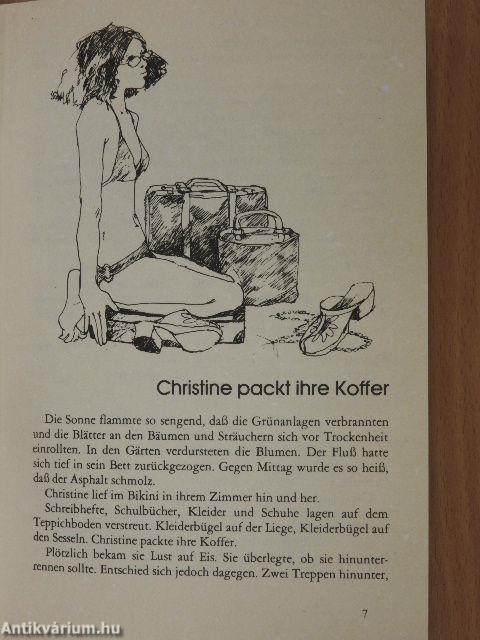 Christine packt ihre Koffer
Die Sonne flammte so sengend, daß die Grünanlagen verbrannten
und die Blätter an den Bäumen und Sträuchern sich vor Trockenheit
einrollten. In den Gärten verdursteten die Blumen. Der Fluß hatte
sich tief in sein Bett zurückgezogen. Gegen Mittag wurde es so heiß,
daß der Asphalt schmolz.
Christine lief im Bikini in ihrem Zimmer hin und her.
Schreibhefte, Schulbücher, Kleider und Schuhe lagen auf dem
Teppichboden verstreut. Kleiderbügel auf der Liege, Kleiderbügel auf
den Sesseln. Christine packte ihre Koffer.
Plötzlich bekam sie Lust auf Eis. Sie überlegte, ob sie hinunter-
rennen sollte. Entschied sich jedoch dagegen. Zwei Treppen hinunter,
7
Antikvárium.hu